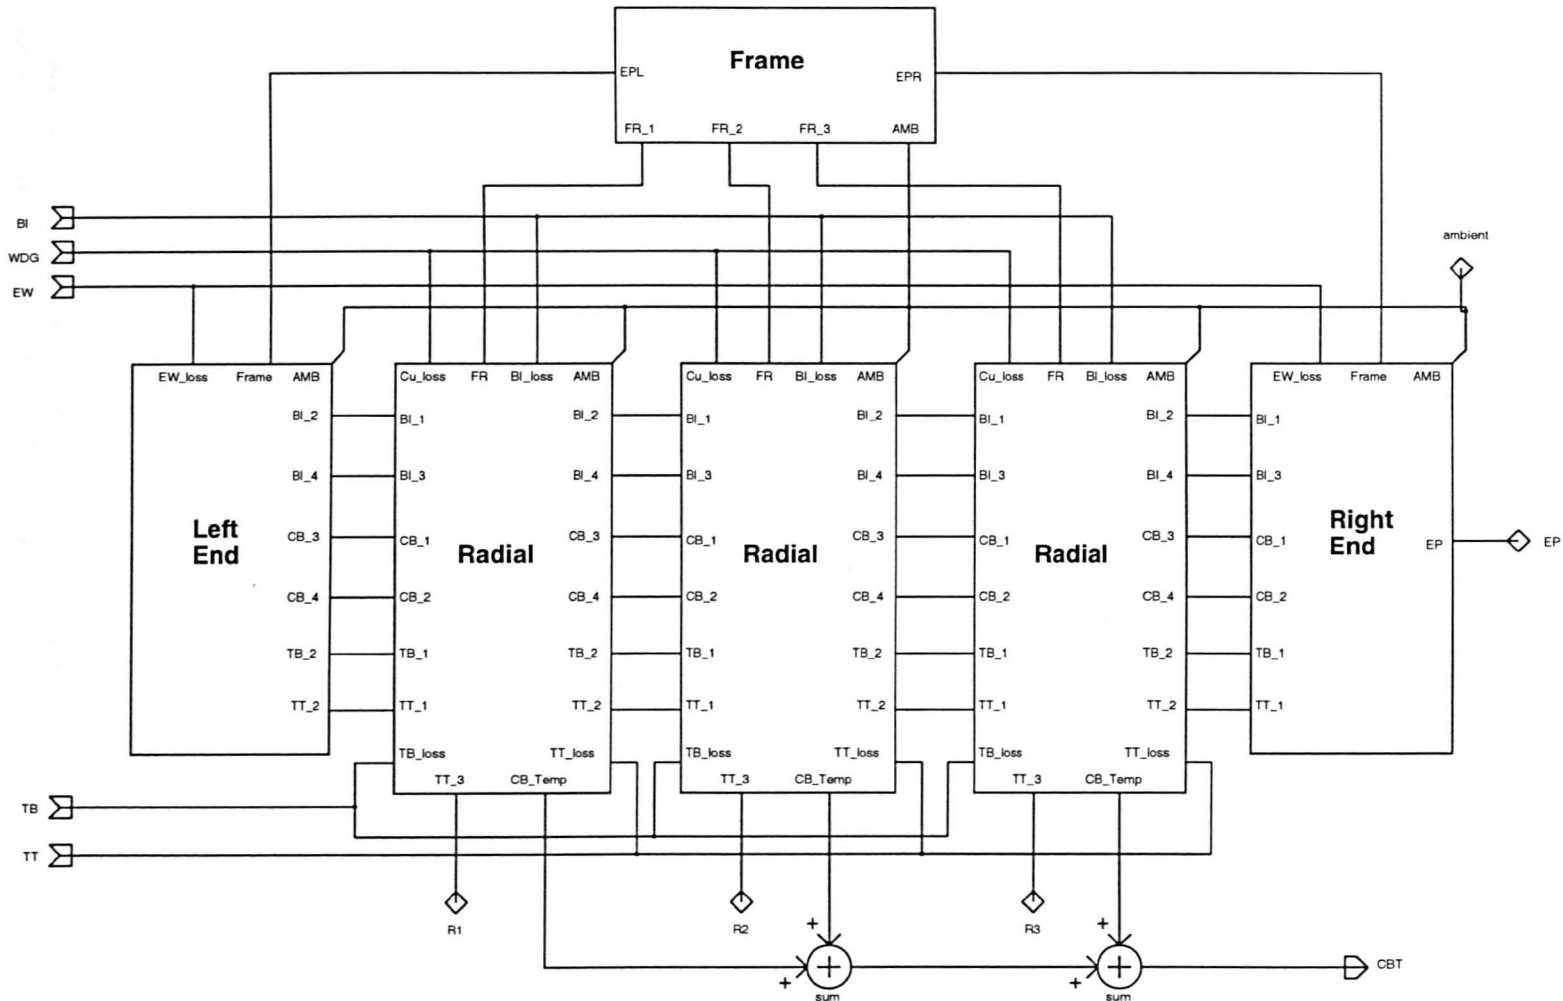 Frame
EPL EPR
FR_1 FR_2 FR_3 AMB
BI
WDG
ambient
EW
EW_loss Frame AMB Cu_loss FR BI_loss AMB Cu_loss FR BI_loss AMB Cu_loss FR BI_loss AMB EW_loss Frame AMB
BI_2 BI_1 BI_2 BI_1 BI_2 BI_1 BI_2 BI_1
BI_4 BI_3 BI_4 BI_3 BI_4 BI_3 BI_4 BI_3
Left End
Radial
Radial
Radial
Right End
CB_3 CB_1 CB_3 CB_1 CB_3 CB_1 CB_3 CB_1
EP EP
CB_4 CB_2 CB_4 CB_2 CB_4 CB_2 CB_4 CB_2
TB_2 TB_1 TB_2 TB_1 TB_2 TB_1 TB_2 TB_1
TT_2 TT_1 TT_2 TT_1 TT_2 TT_1 TT_2 TT_1
TB_loss TT_loss TB_loss TT_loss TB_loss TT_loss
TT_3 CB_Temp TT_3 CB_Temp TT_3 CB_Temp
TB
TT
R1 R2 R3
+ +
CBT
+ +
sum sum